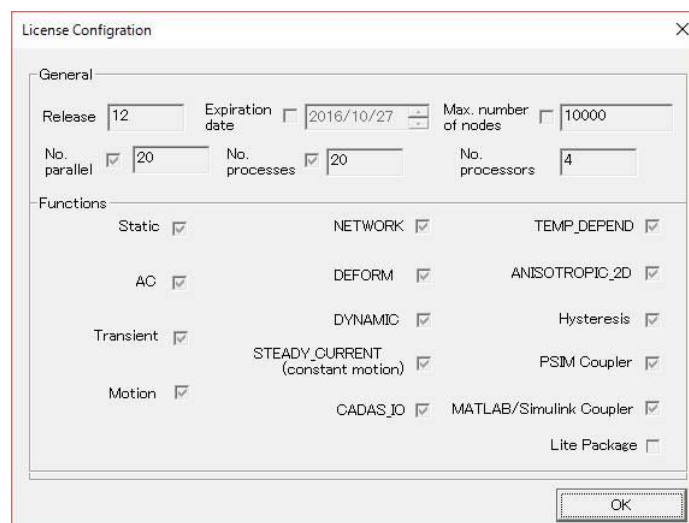 License Configration
General
Release 12 Expiration date 2016/10/27 Max. number of nodes 10000
No. parallel 20 No. processes 20 No. processors 4
Functions
Static NETWORK TEMP_DEPEND
AC DEFORM ANISOTROPIC_2D
DYNAMIC Hysteresis
Transient
STEADY_CURRENT (constant motion) PSIM Coupler
Motion
CADAS_IO MATLAB/Simulink Coupler
Lite Package
OK